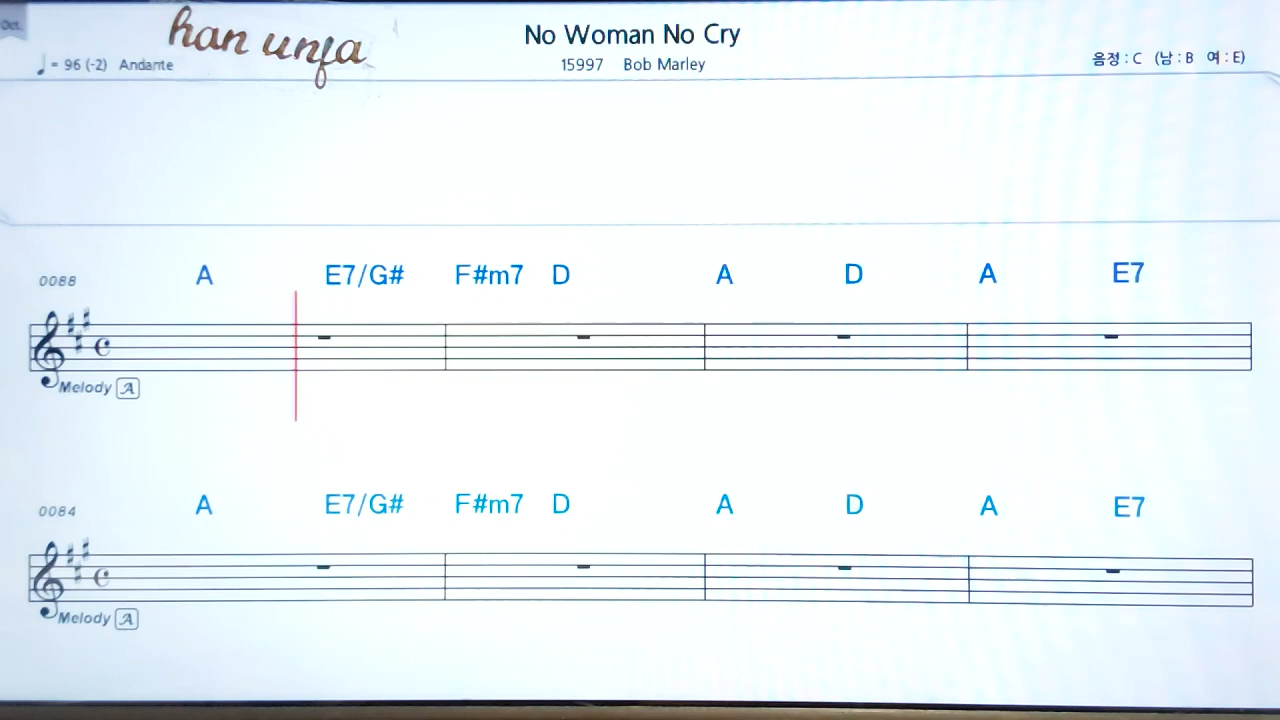 Oct.
han unfa
No Woman No Cry
♩ = 96 (-2) Andante
15997 Bob Marley
음정 : C (남 : B 여 : E)
0088 A E7/G# F#m7 D A D A E7
Melody A
0084 A E7/G# F#m7 D A D A E7
Melody A